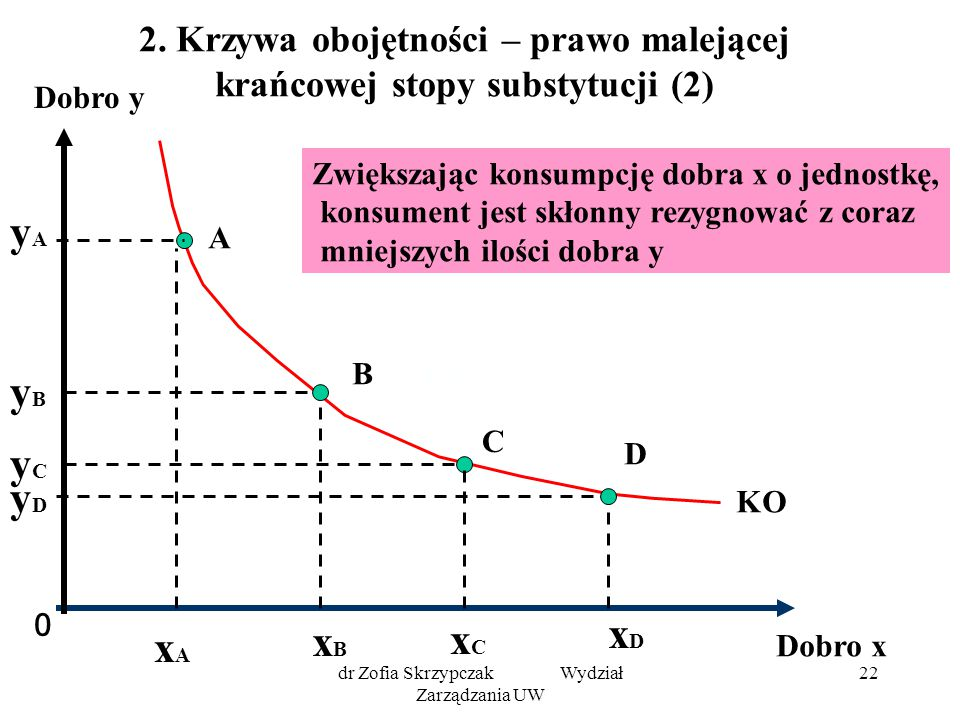 2. Krzywa obojętności – prawo malejącej
krańcowej stopy substytucji (2)
Dobro y
Zwiększając konsumpcję dobra x o jednostkę,
konsument jest skłonny rezygnować z coraz
mniejszych ilości dobra y
yA
A
B
yB
C
D
yC
yD
KO
0
xA
xB
xC
xD
Dobro x
dr Zofia Skrzypczak Wydział
Zarządzania UW
22